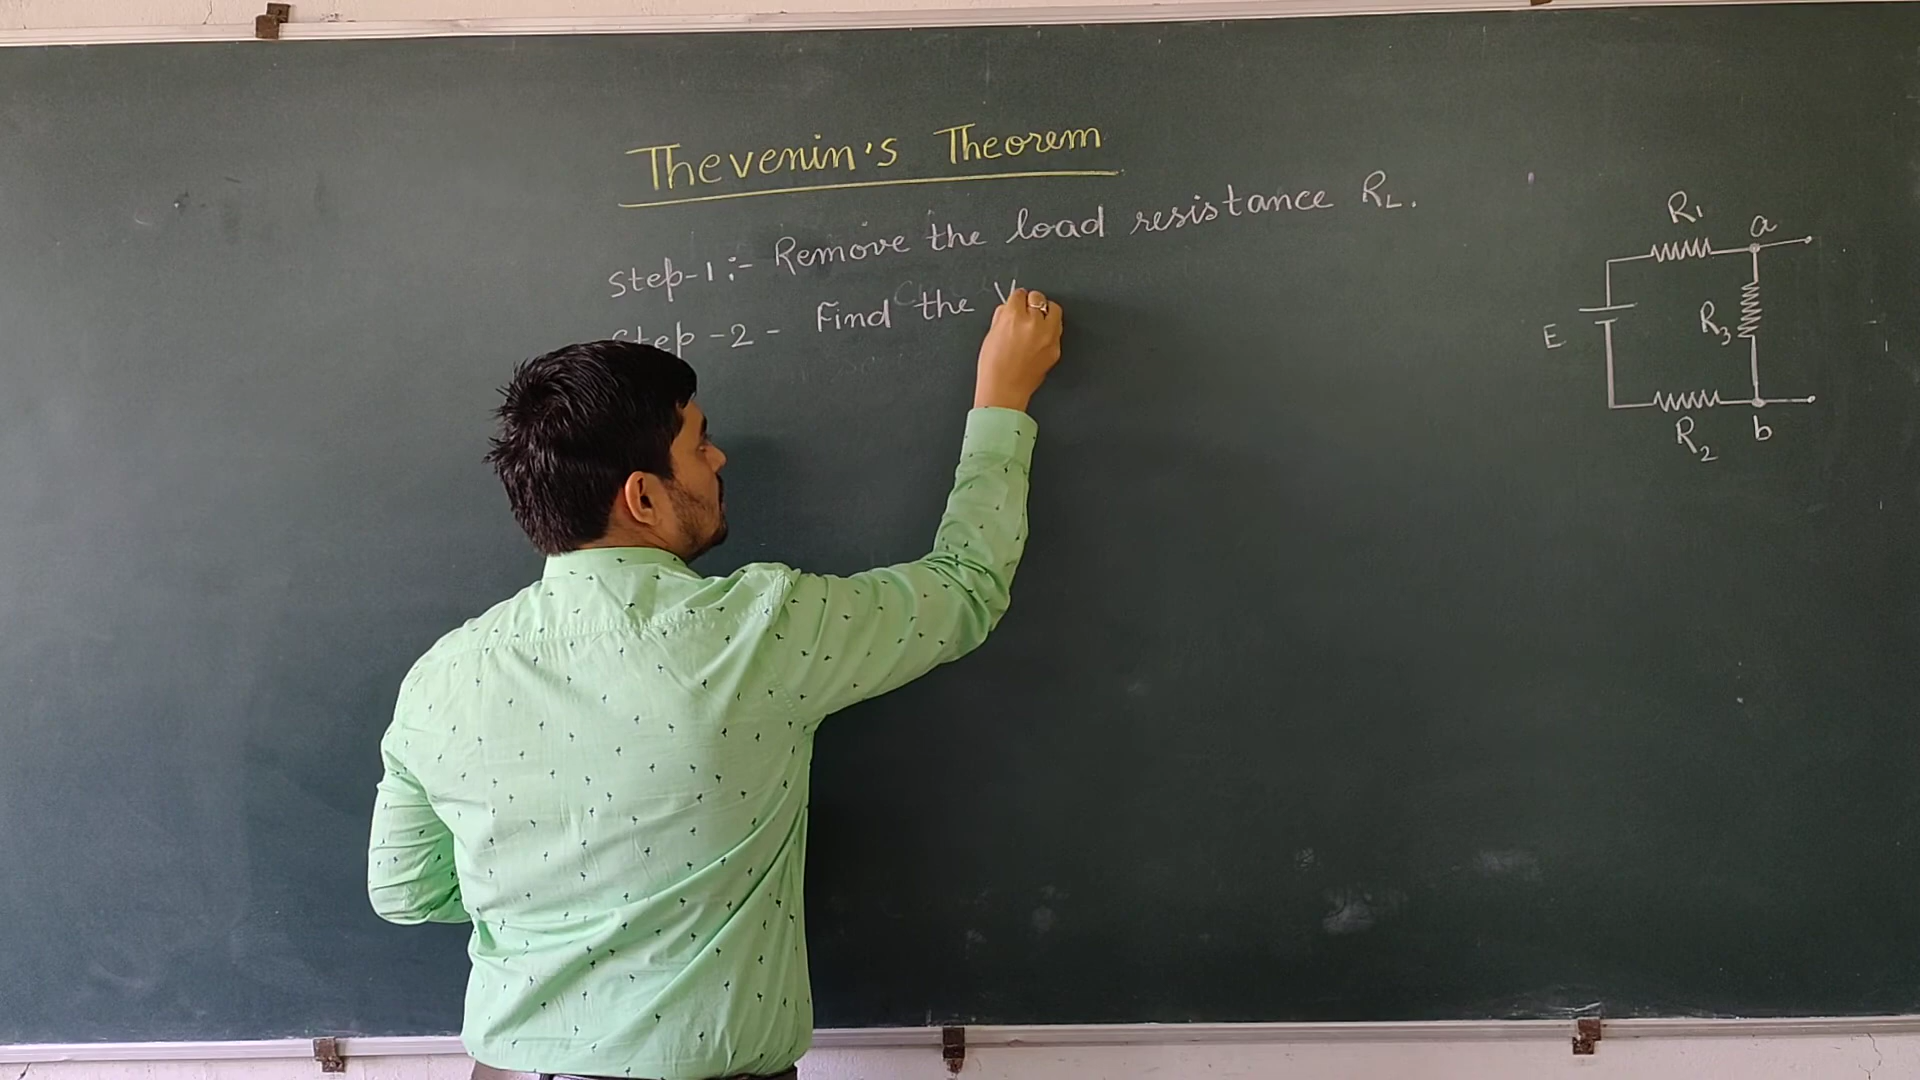 Thevenin's Theorem
Step-1:- Remove the load resistance RL.
Step-2- Find the V
R1
a
E
R3
R2
b